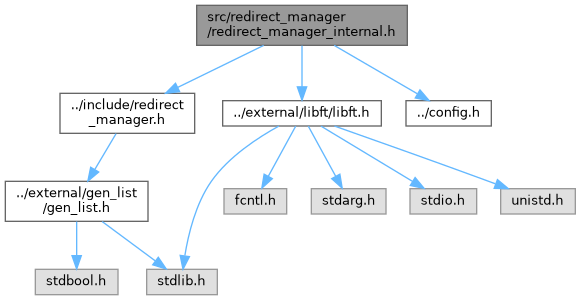 src/redirect_manager
/redirect_manager_internal.h
../include/redirect
_manager.h
../external/libft/libft.h
../config.h
../external/gen_list
/gen_list.h
fcntl.h
stdarg.h
stdio.h
unistd.h
stdbool.h
stdlib.h